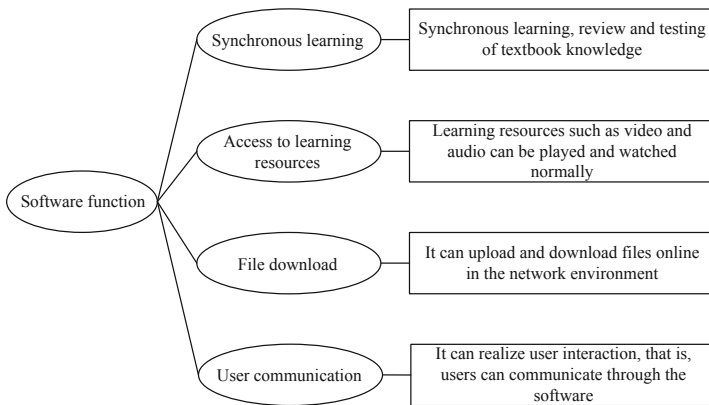 Synchronous learning
Synchronous learning, review and testing
of textbook knowledge
Access to learning
resources
Learning resources such as video and
audio can be played and watched
normally
Software function
File download
It can upload and download files online
in the network environment
User communication
It can realize user interaction, that is,
users can communicate through the
software